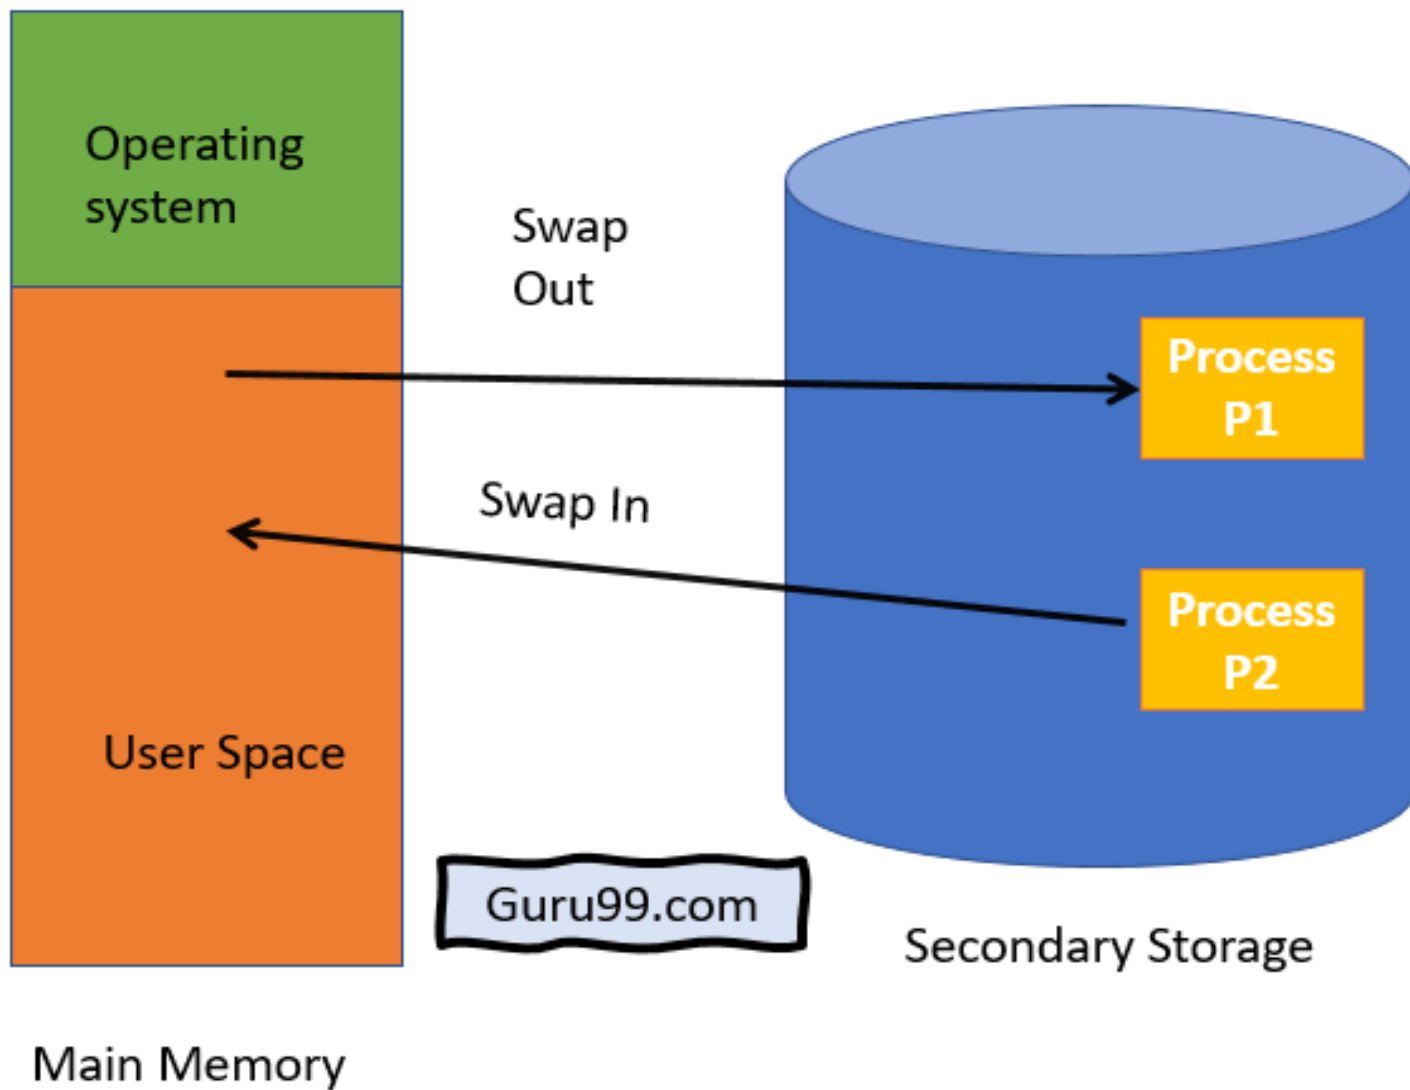 Operating
system
Swap
Out
Process
P1
Swap In
Process
P2
User Space
Guru99.com
Secondary Storage
Main Memory